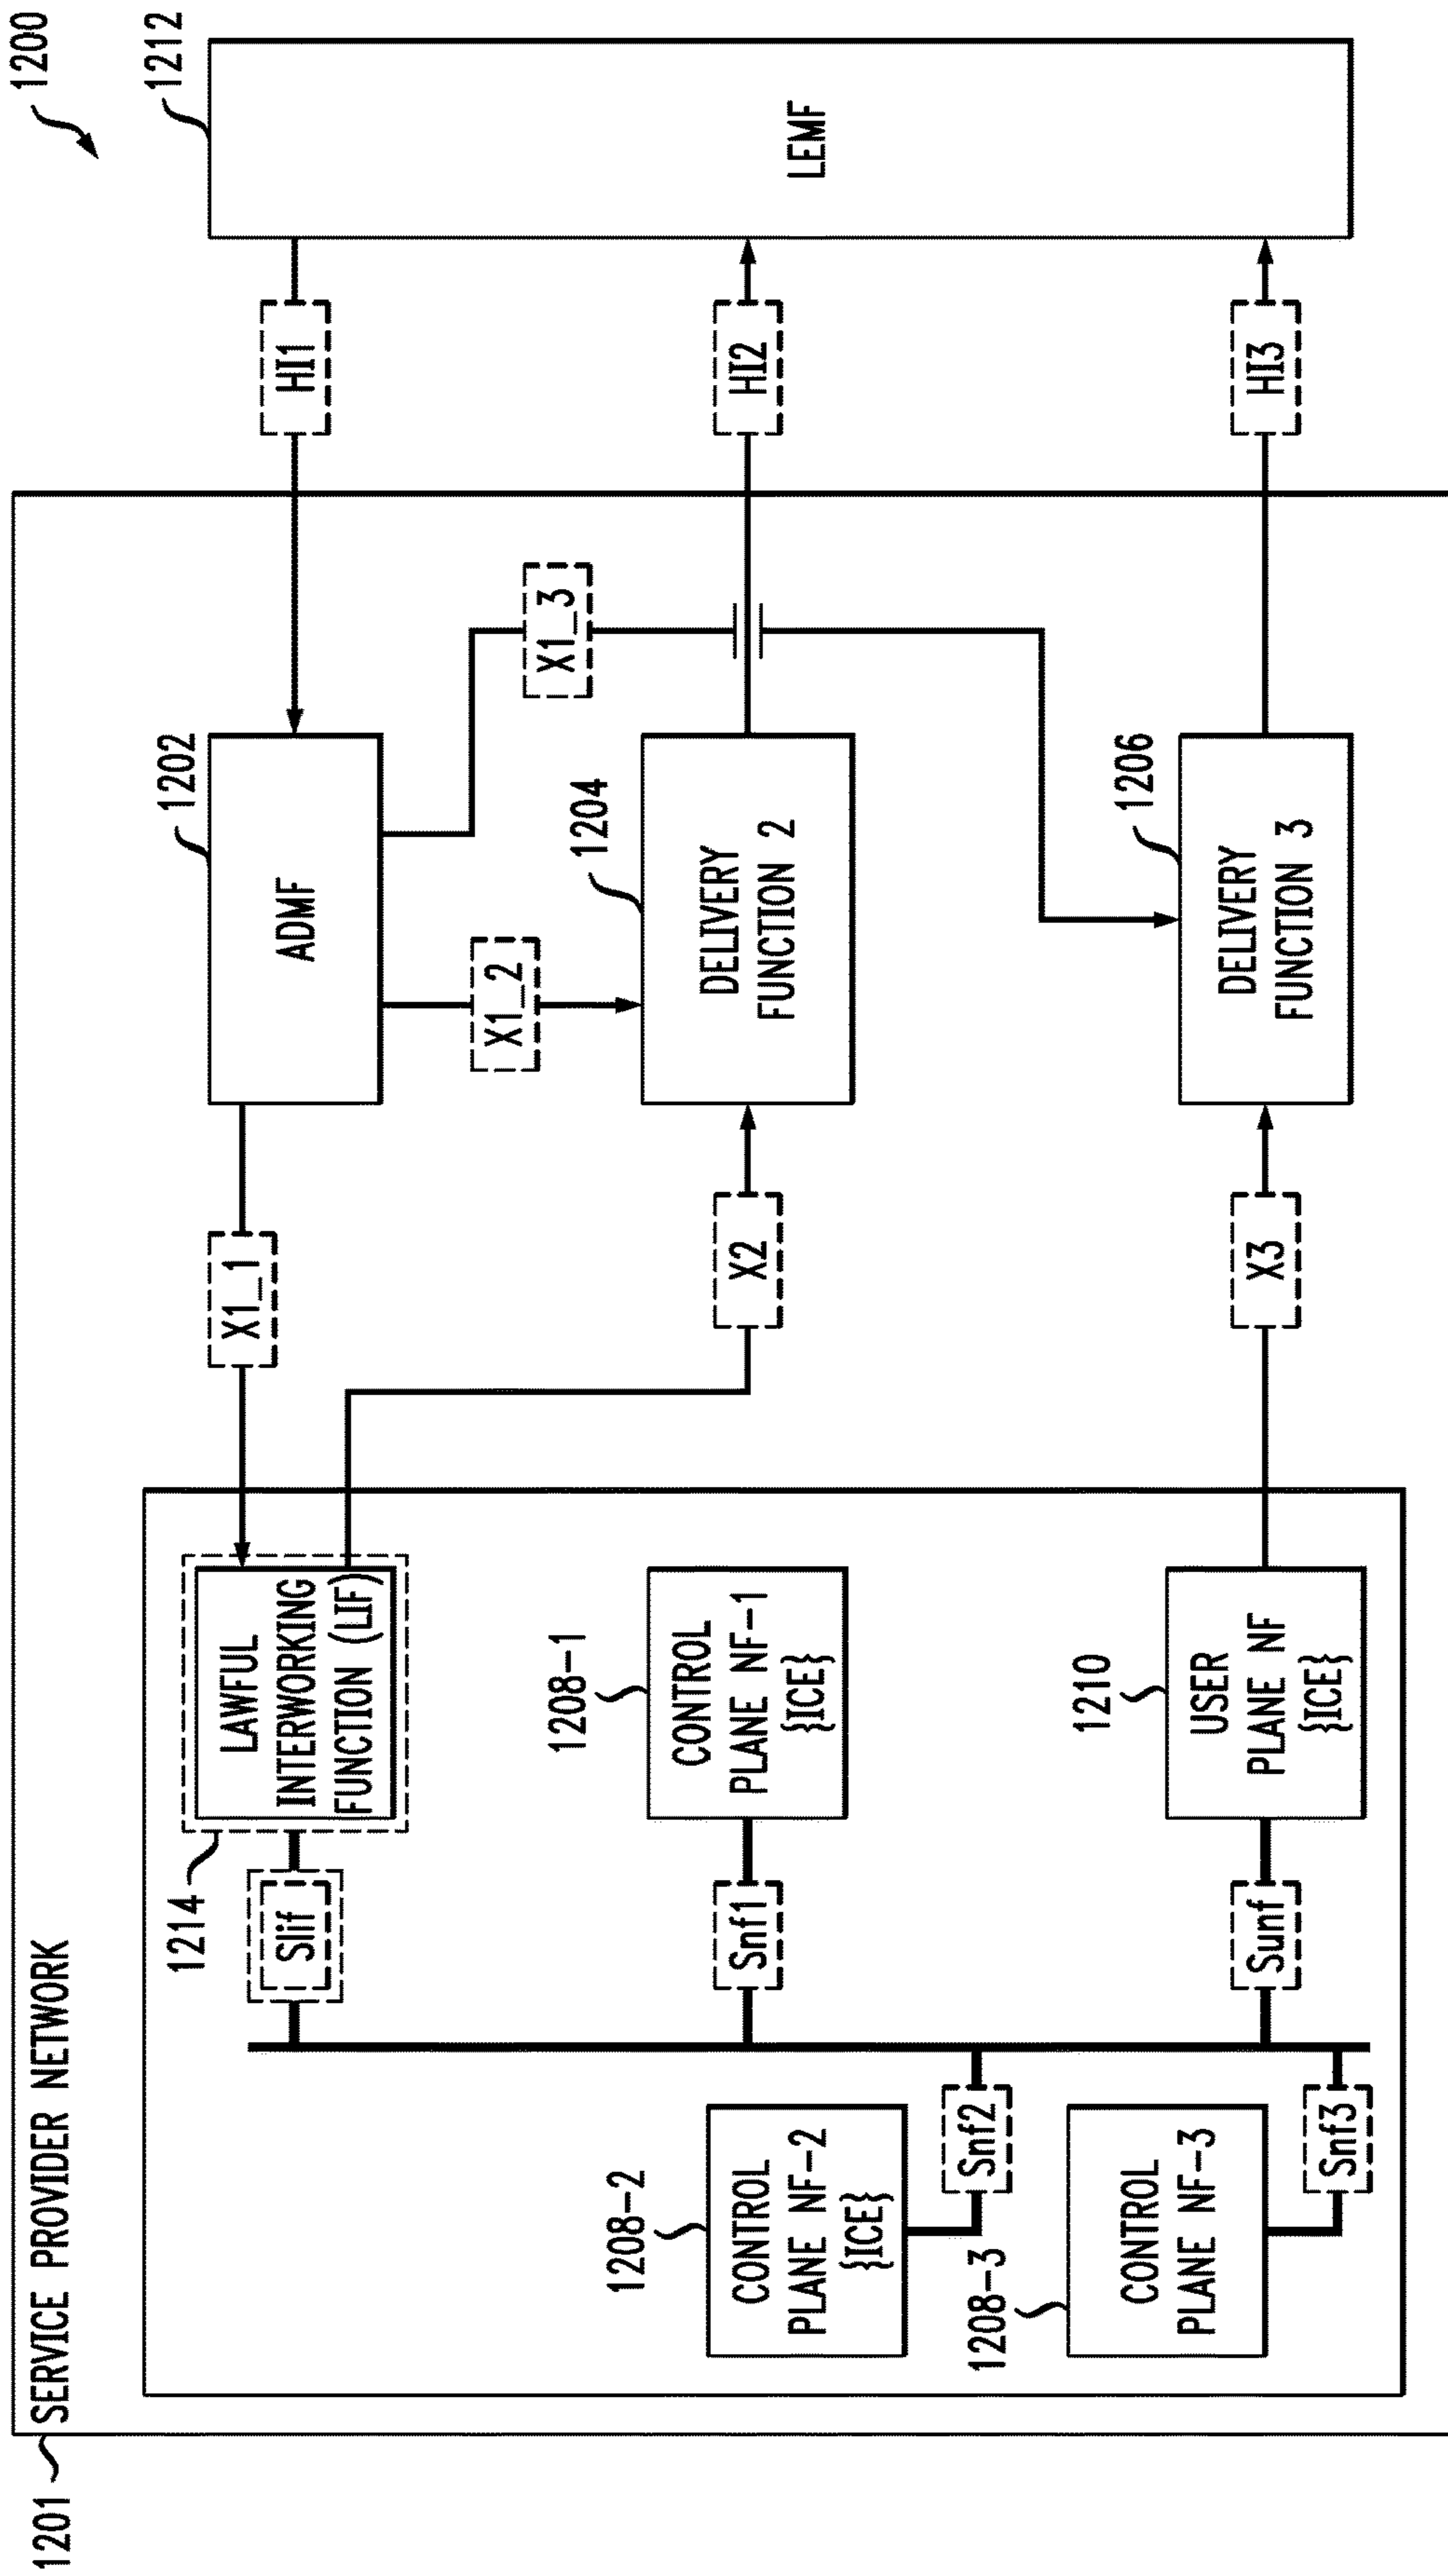 1200
1201
SERVICE PROVIDER NETWORK
1214
LAWFUL
INTERWORKING
FUNCTION (LIF)
Slif
X1_1
1202
ADMF
HI1
1212
LEMF
X1_2
X1_3
1208-1
CONTROL
PLANE NF-1
{ICE}
Snf1
X2
1204
DELIVERY
FUNCTION 2
HI2
1208-2
CONTROL
PLANE NF-2
{ICE}
Snf2
1208-3
CONTROL
PLANE NF-3
Snf3
1210
USER
PLANE NF
{ICE}
Sunf
X3
1206
DELIVERY
FUNCTION 3
HI3